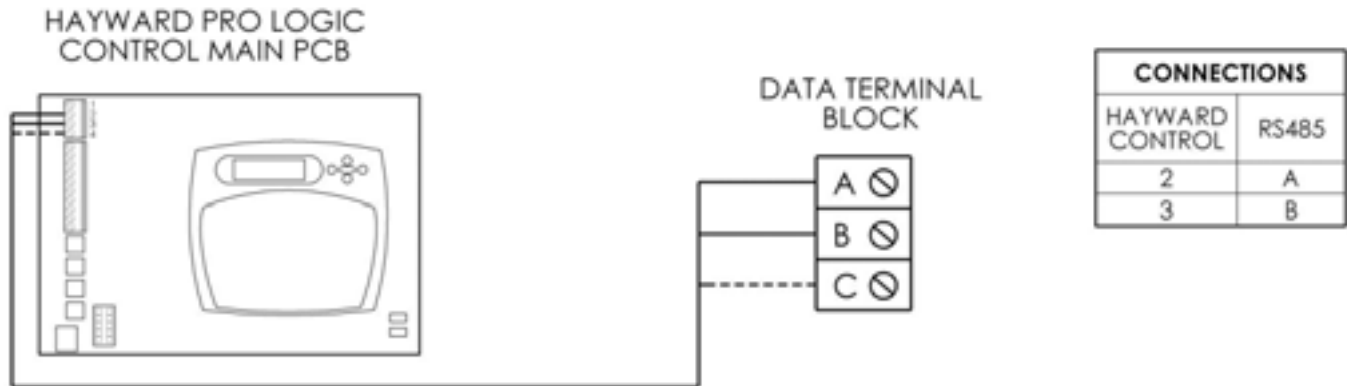 HAYWARD PRO LOGIC
CONTROL MAIN PCB
DATA TERMINAL
BLOCK
A
B
C
CONNECTIONS
HAYWARD
CONTROL
RS485
2 A
3 B